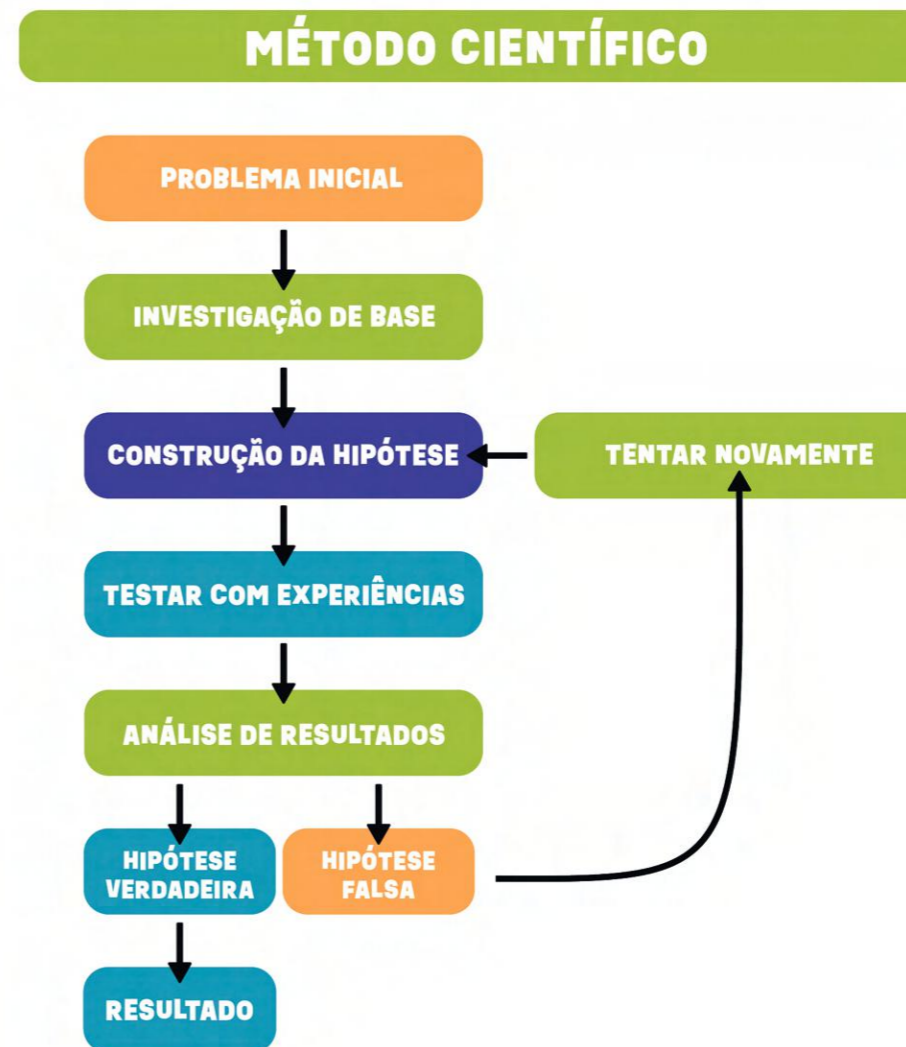 MÉTODO CIENTÍFICO
PROBLEMA INICIAL
INVESTIGAÇÃO DE BASE
CONSTRUÇÃO DA HIPÓTESE
TENTAR NOVAMENTE
TESTAR COM EXPERIÊNCIAS
ANÁLISE DE RESULTADOS
HIPÓTESE
VERDADEIRA
HIPÓTESE
FALSA
RESULTADO